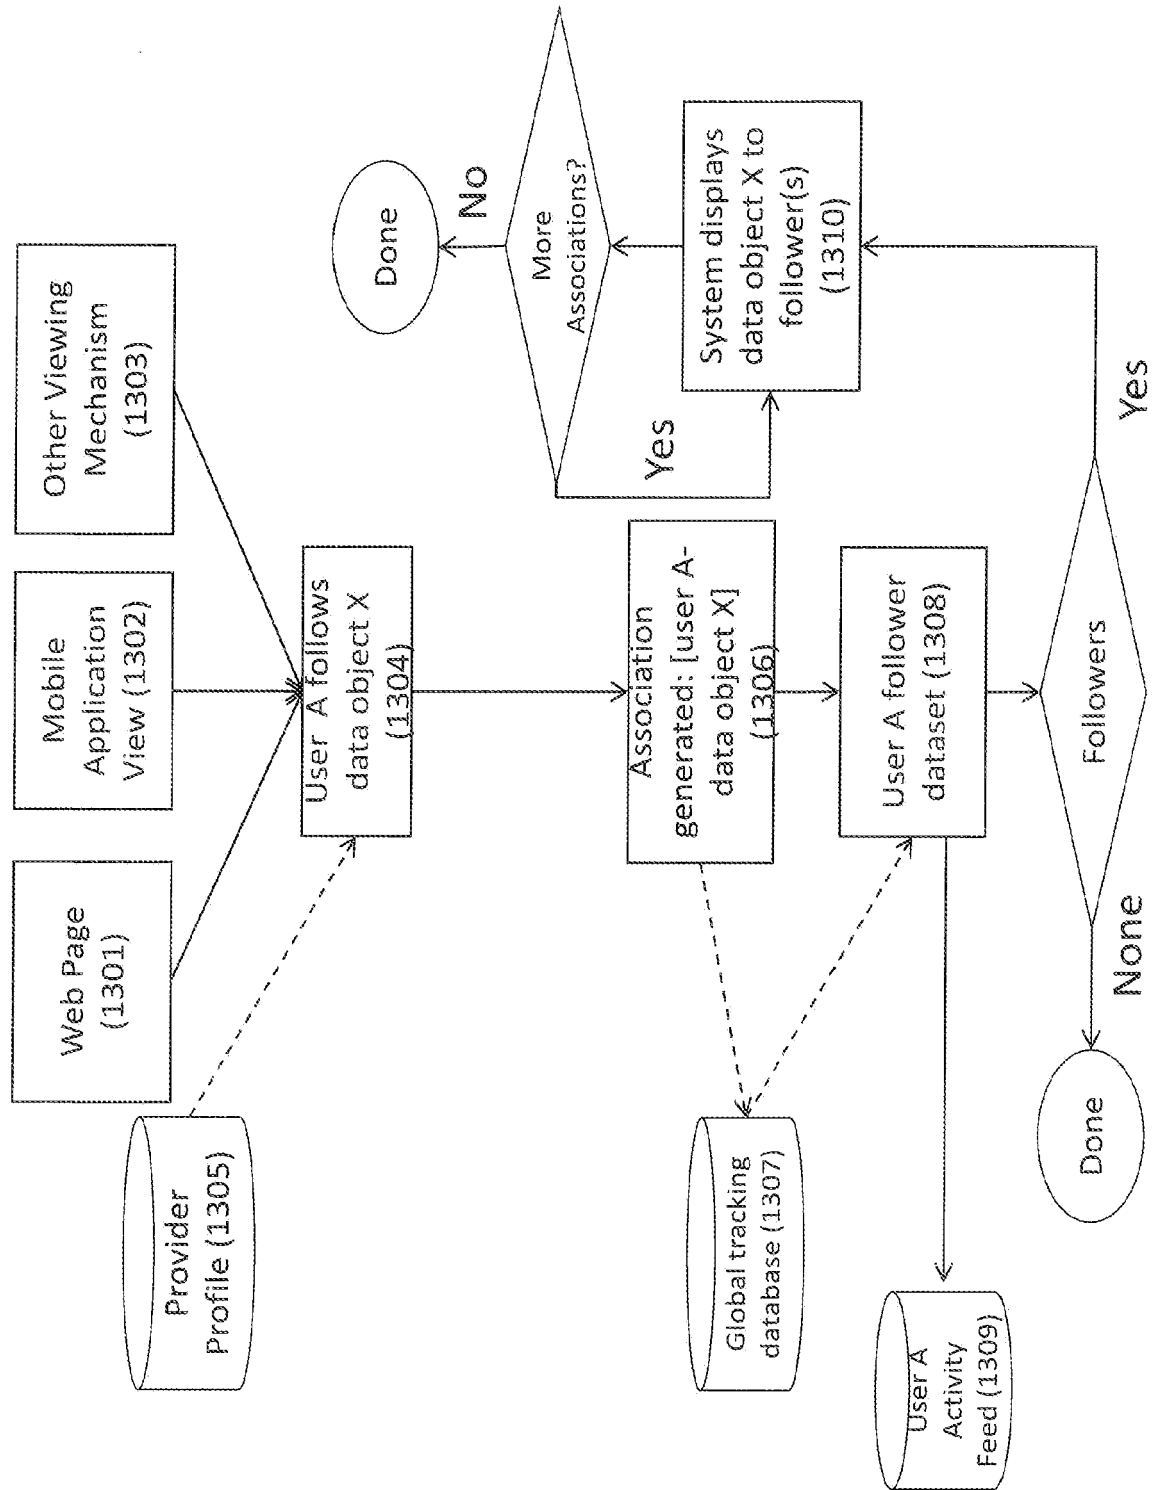 Web Page
(1301)
Mobile
Application
View (1302)
Other Viewing
Mechanism
(1303)
Provider
Profile (1305)
User A follows
data object X
(1304)
Association
generated: [user A-
data object X]
(1306)
Global tracking
database (1307)
User A follower
dataset (1308)
User A
Activity
Feed (1309)
Followers
None
Done
Yes
System displays
data object X to
follower(s)
(1310)
More
Associations?
Yes
No
Done